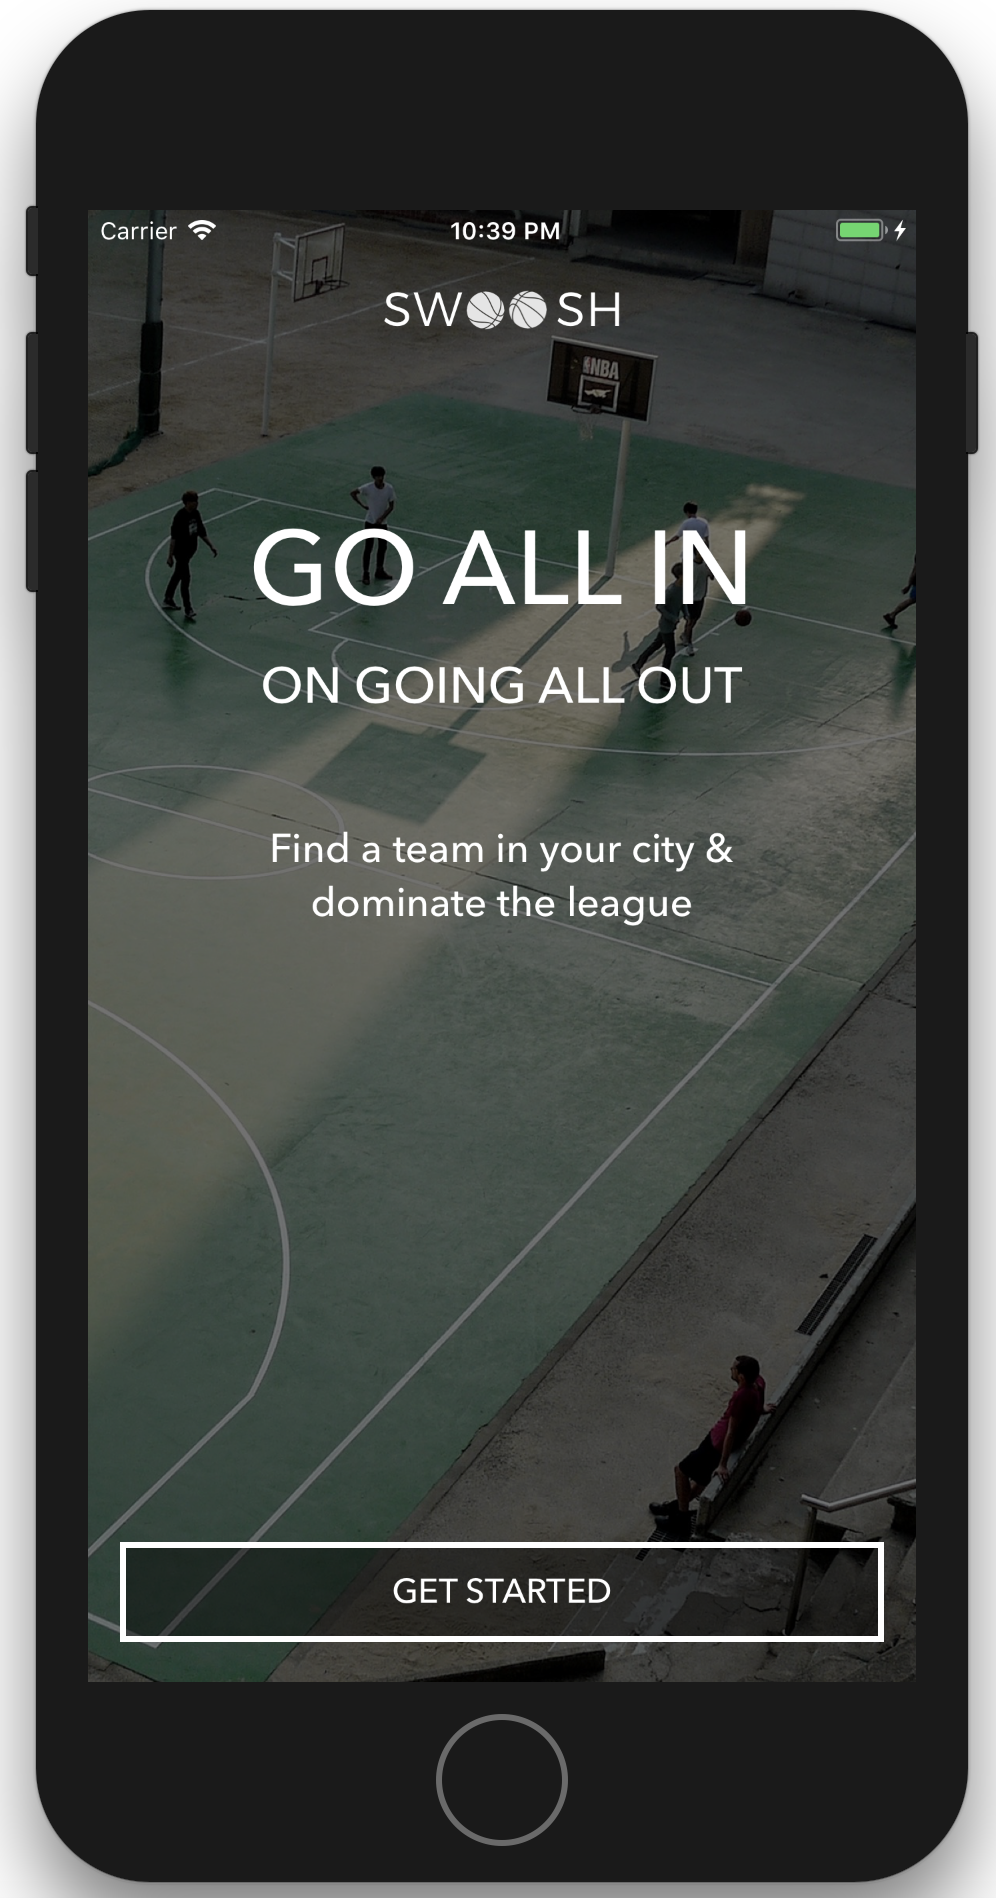 Carrier 10:39 PM
SWOOSH
NBA
GO ALL IN
ON GOING ALL OUT
Find a team in your city &
dominate the league
GET STARTED